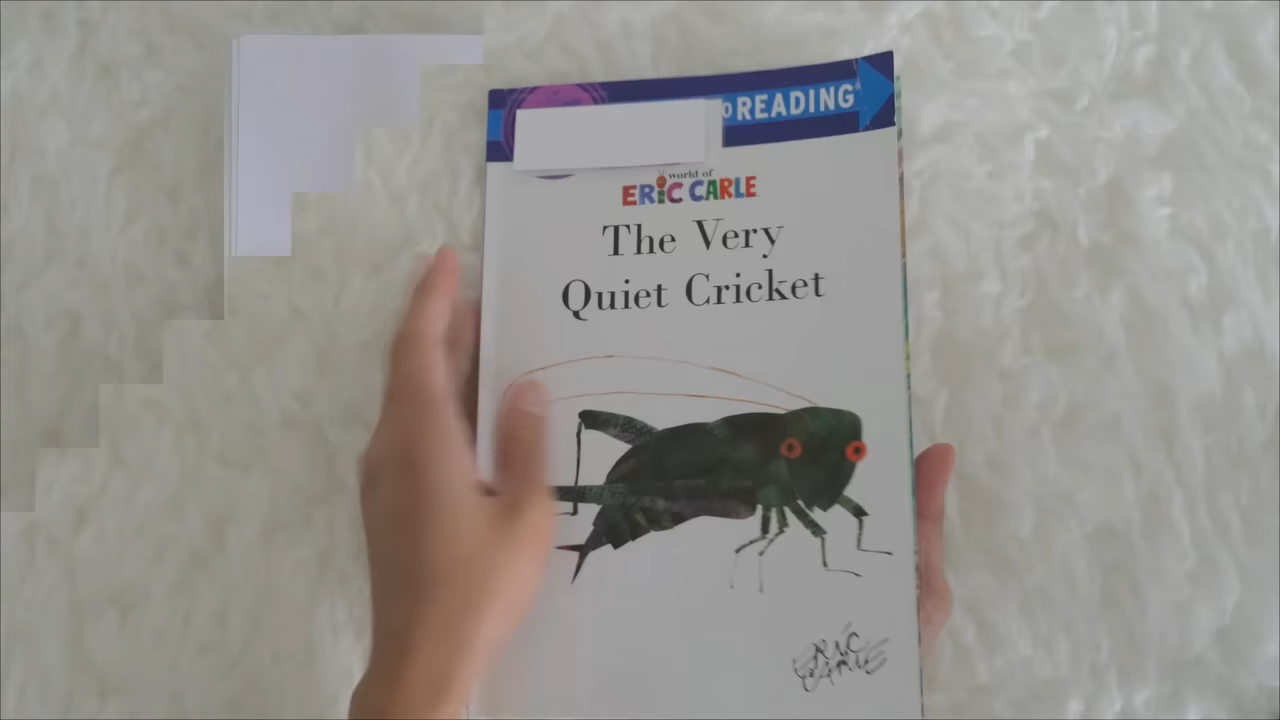 READING
world of
ERIC CARLE
The Very
Quiet Cricket